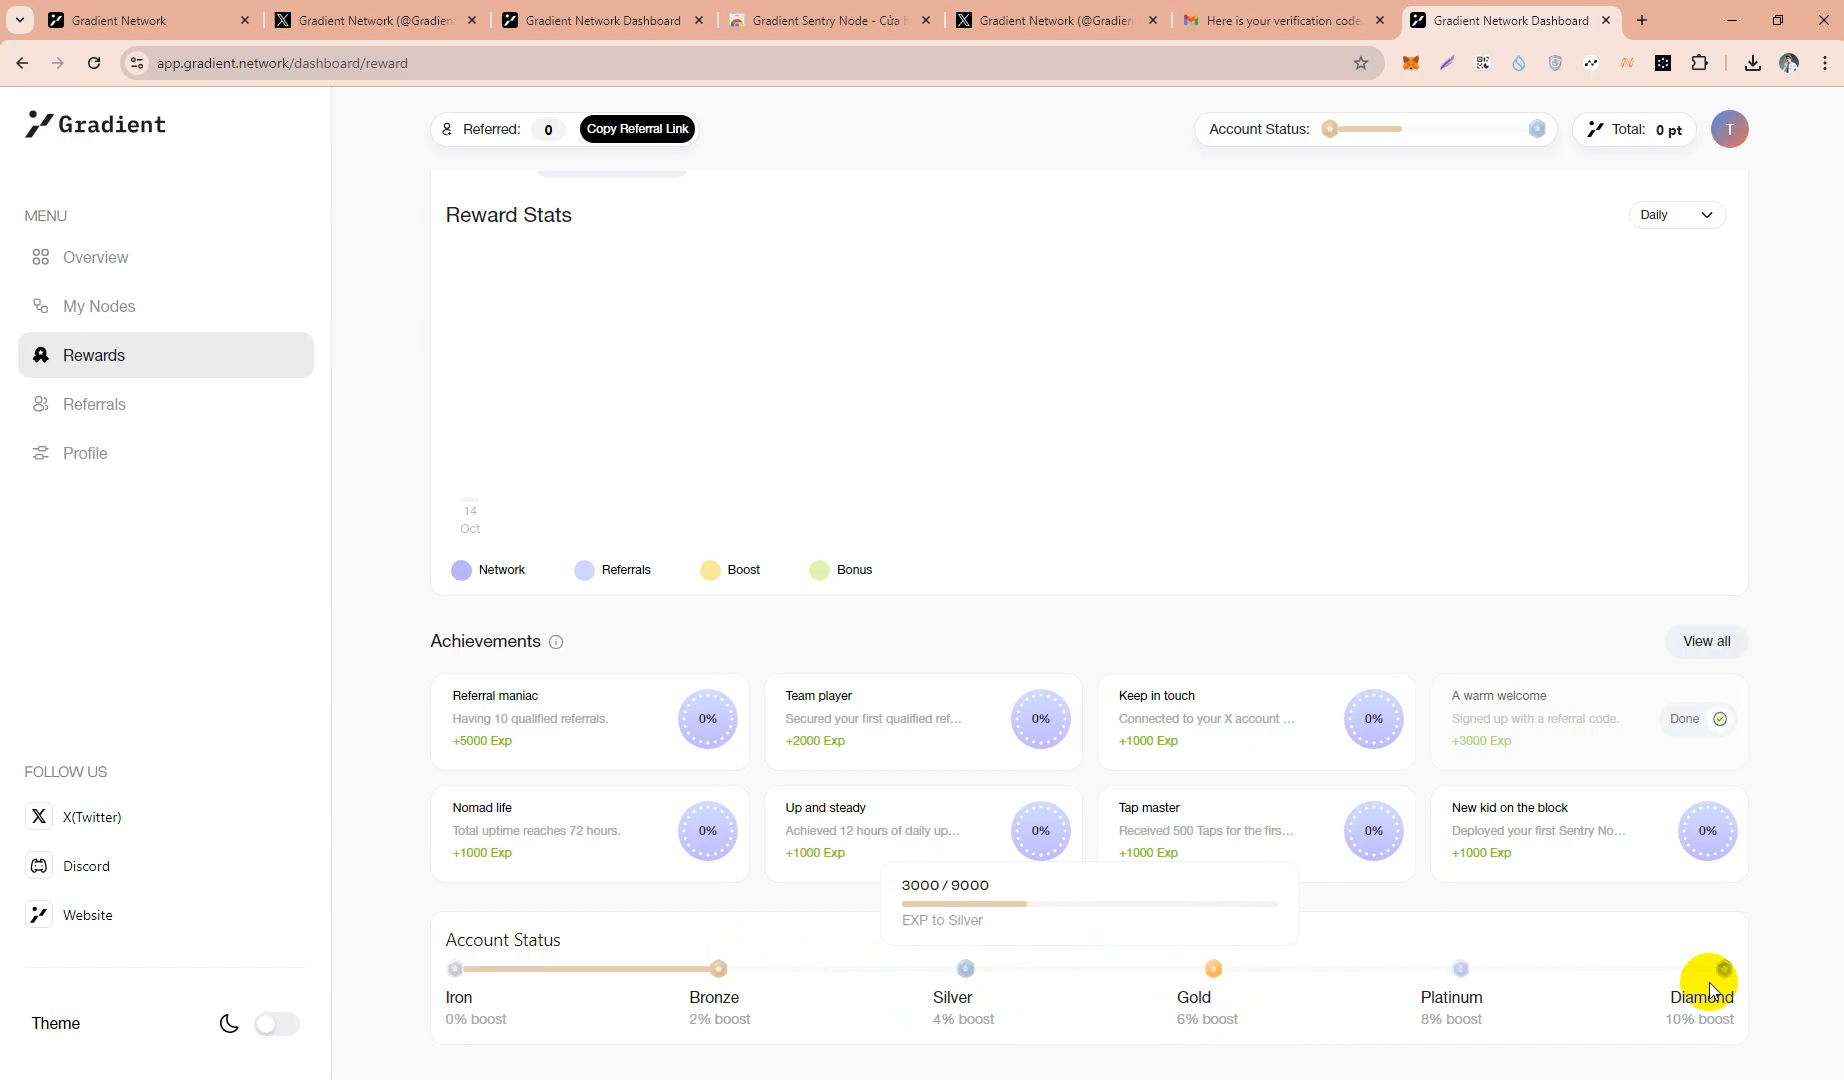 Gradient Network
Gradient Network (@Gradien
Gradient Network Dashboard
Gradient Sentry Node - Cửa h
Gradient Network (@Gradien
Here is your verification code
Gradient Network Dashboard
app.gradient.network/dashboard/reward
Gradient
Referred: 0 Copy Referral Link
Account Status:
Total: 0 pt
T
MENU
Overview
My Nodes
Rewards
Referrals
Profile
FOLLOW US
X(Twitter)
Discord
Website
Theme
Reward Stats
Daily
14
Oct
Network Referrals Boost Bonus
Achievements
View all
Referral maniac
Having 10 qualified referrals.
+5000 Exp
0%
Team player
Secured your first qualified ref...
+2000 Exp
0%
Keep in touch
Connected to your X account ...
+1000 Exp
0%
A warm welcome
Signed up with a referral code.
+3000 Exp
Done
Nomad life
Total uptime reaches 72 hours.
+1000 Exp
0%
Up and steady
Achieved 12 hours of daily up...
+1000 Exp
0%
Tap master
Received 500 Taps for the firs...
+1000 Exp
0%
New kid on the block
Deployed your first Sentry No...
+1000 Exp
0%
3000 / 9000
EXP to Silver
Account Status
Iron
0% boost
Bronze
2% boost
Silver
4% boost
Gold
6% boost
Platinum
8% boost
Diamond
10% boost